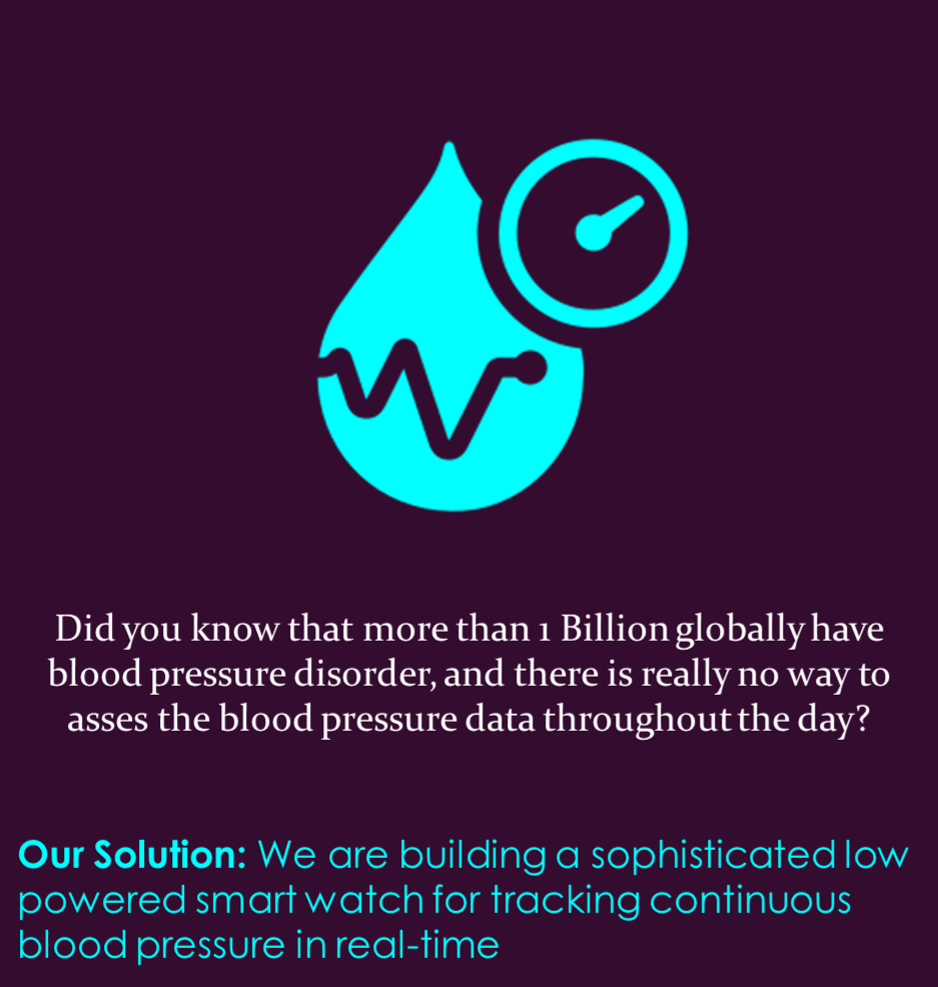 Did you know that more than 1 Billion globally have
blood pressure disorder, and there is really no way to
asses the blood pressure data throughout the day?
Our Solution: We are building a sophisticated low
powered smart watch for tracking continuous
blood pressure in real-time